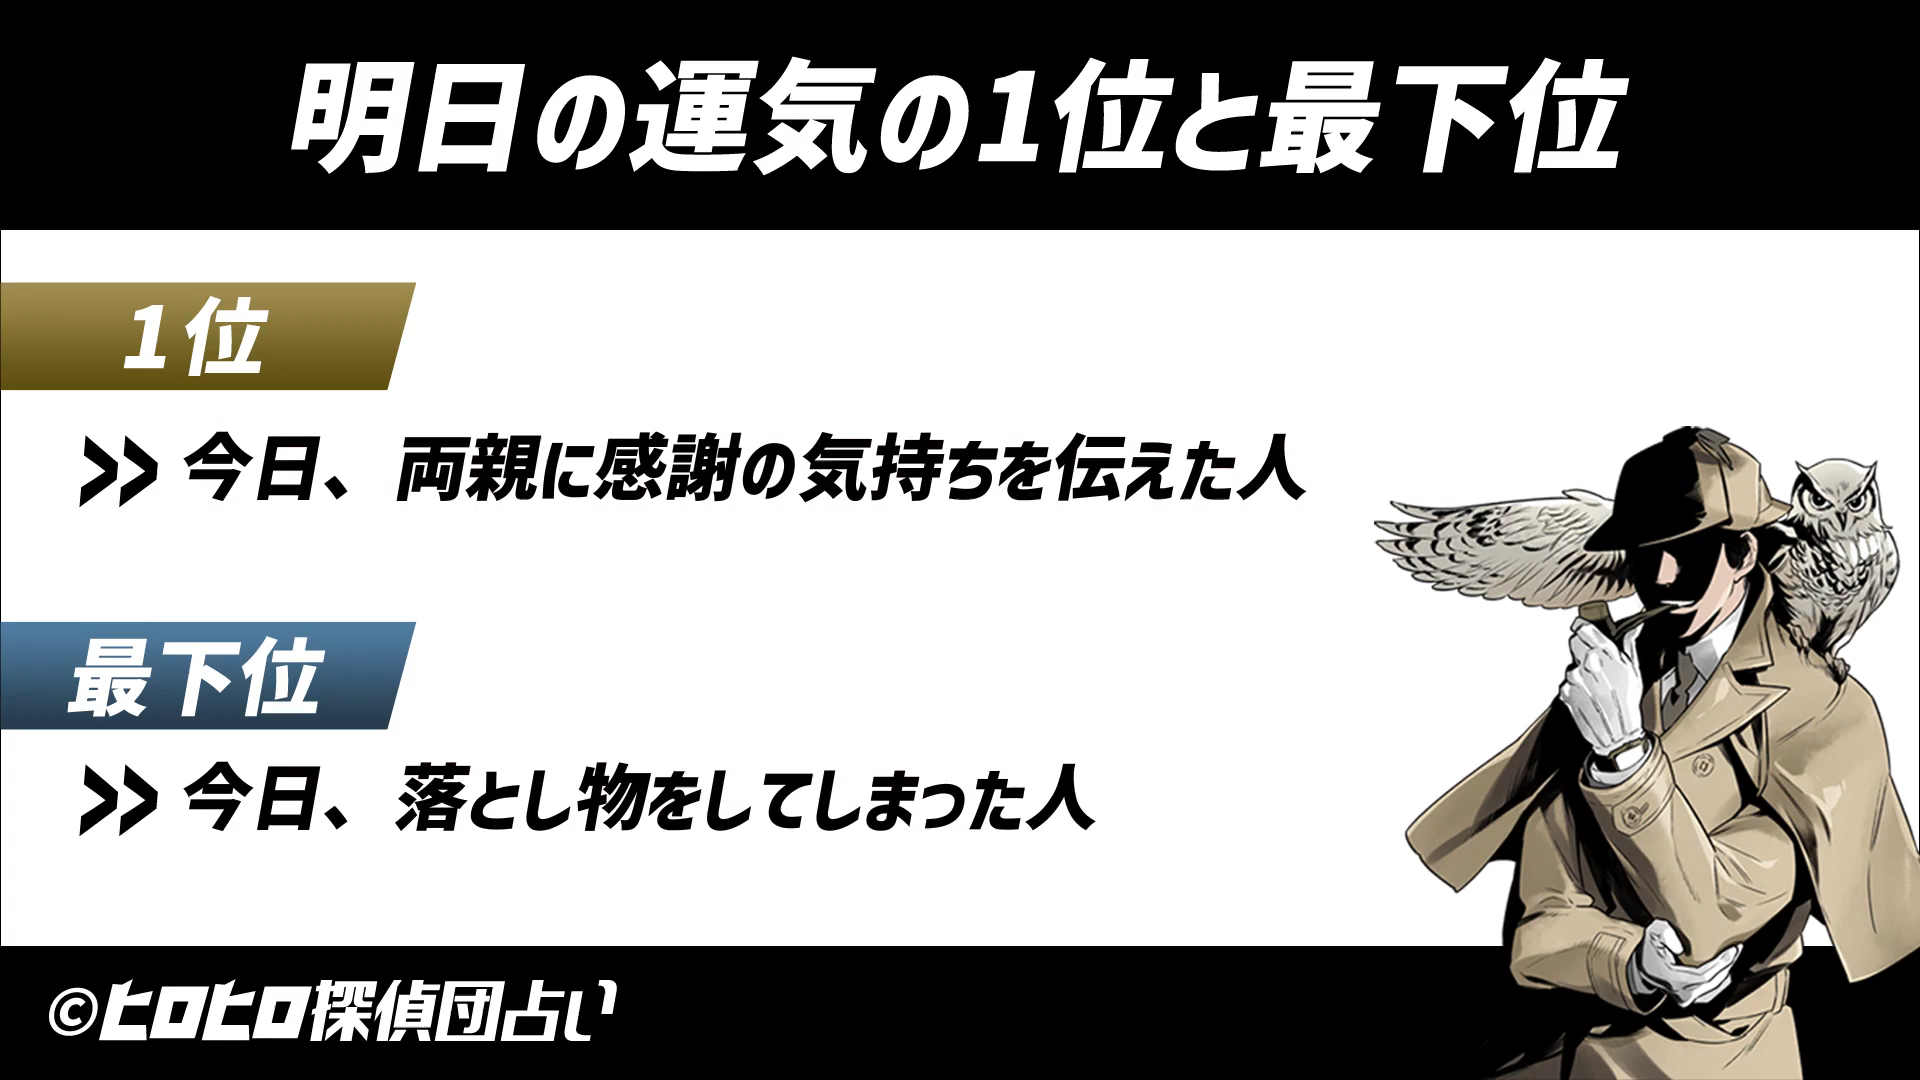 明日の運気の1位と最下位
1位
>> 今日、両親に感謝の気持ちを伝えた人
最下位
>> 今日、落とし物をしてしまった人
©ヒロヒロ探偵団占い